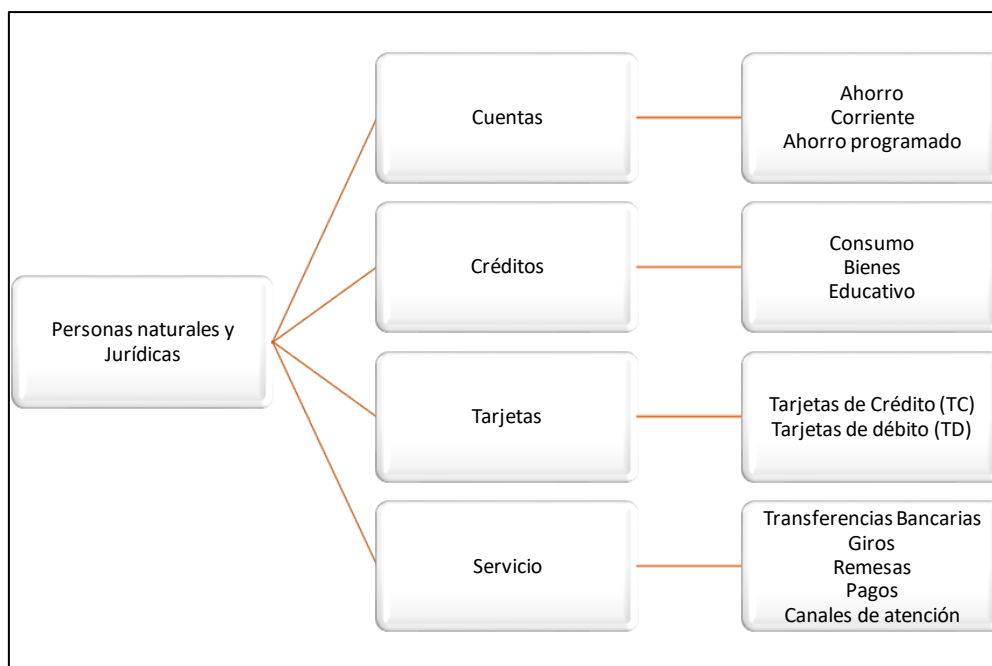 Personas naturales y
Jurídicas
Cuentas
Ahorro
Corriente
Ahorro programado
Créditos
Consumo
Bienes
Educativo
Tarjetas
Tarjetas de Crédito (TC)
Tarjetas de débito (TD)
Servicio
Transferencias Bancarias
Giros
Remesas
Pagos
Canales de atención